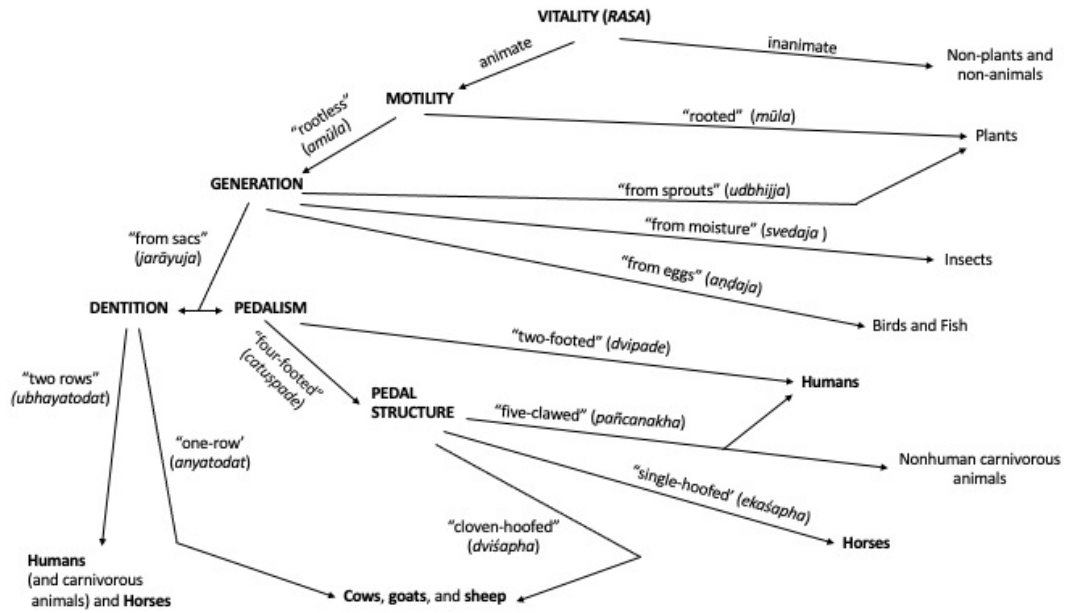 VITALITY (RASA)
animate
inanimate
Non-plants and
non-animals
MOTILITY
“rootless”
(amūla)
“rooted” (mūla)
Plants
GENERATION
“from sprouts” (udbhijja)
“from moisture” (svedaja )
Insects
“from sacs”
(jarāyuja)
“from eggs” (aṇḍaja)
Birds and Fish
DENTITION
PEDALISM
“two-footed” (dvipade)
Humans
“four-footed”
(catuṣpade)
“two rows”
(ubhayatodat)
PEDAL
STRUCTURE
“five-clawed” (pañcanakha)
Nonhuman carnivorous
animals
“one-row’
(anyatodat)
“single-hoofed’ (ekaśapha)
Horses
“cloven-hoofed”
(dviśapha)
Humans
(and carnivorous
animals) and Horses
Cows, goats, and sheep